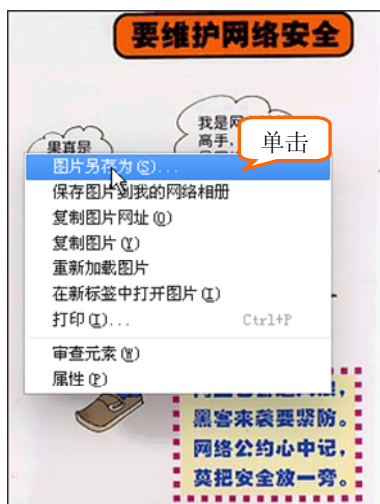 要维护网络安全
我是网
高手，
单击
果真是
图片另存为(S)...
保存图片到我的网络相册
复制图片网址(O)
复制图片(Y)
重新加载图片
在新标签中打开图片(I)
打印(I)... Ctrl+P
审查元素(N)
属性(P)
黑客来袭要紧防。
网络公约心中记，
莫把安全放一旁。